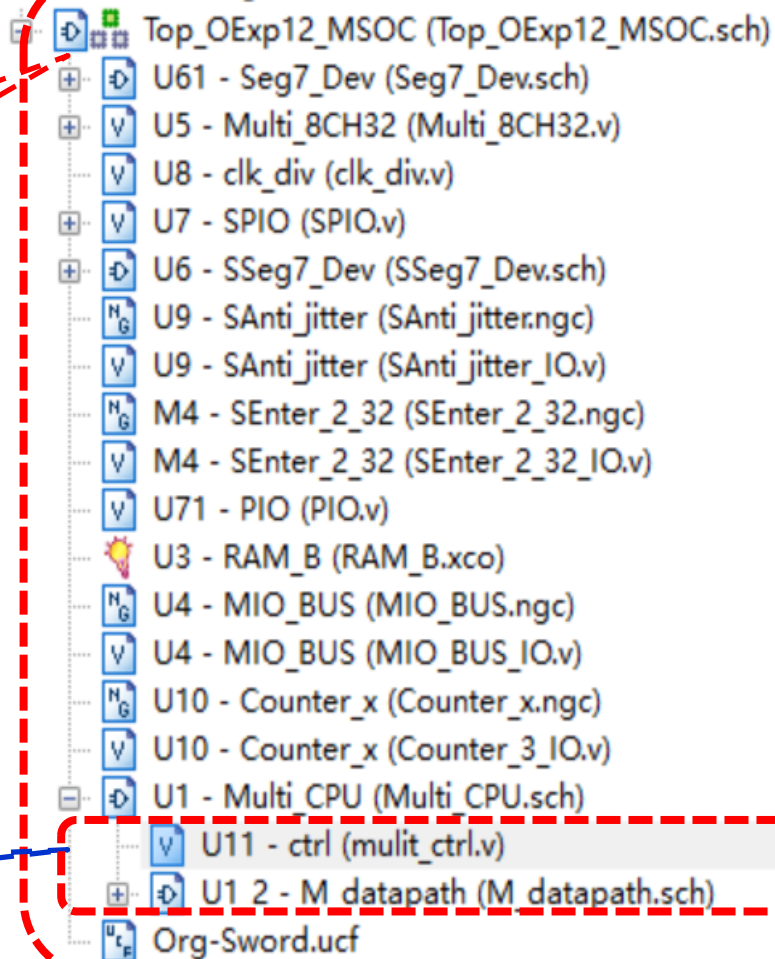 Top_OExp12_MSOC (Top_OExp12_MSOC.sch)
U61 - Seg7_Dev (Seg7_Dev.sch)
U5 - Multi_8CH32 (Multi_8CH32.v)
U8 - clk_div (clk_div.v)
U7 - SPIO (SPIO.v)
U6 - SSeg7_Dev (SSeg7_Dev.sch)
U9 - SAnti_jitter (SAnti_jitter.ngc)
U9 - SAnti_jitter (SAnti_jitter_IO.v)
M4 - SEnter_2_32 (SEnter_2_32.ngc)
M4 - SEnter_2_32 (SEnter_2_32_IO.v)
U71 - PIO (PIO.v)
U3 - RAM_B (RAM_B.xco)
U4 - MIO_BUS (MIO_BUS.ngc)
U4 - MIO_BUS (MIO_BUS_IO.v)
U10 - Counter_x (Counter_x.ngc)
U10 - Counter_x (Counter_3_IO.v)
U1 - Multi_CPU (Multi_CPU.sch)
U11 - ctrl (mulit_ctrl.v)
U1_2 - M_datapath (M_datapath.sch)
Org-Sword.ucf